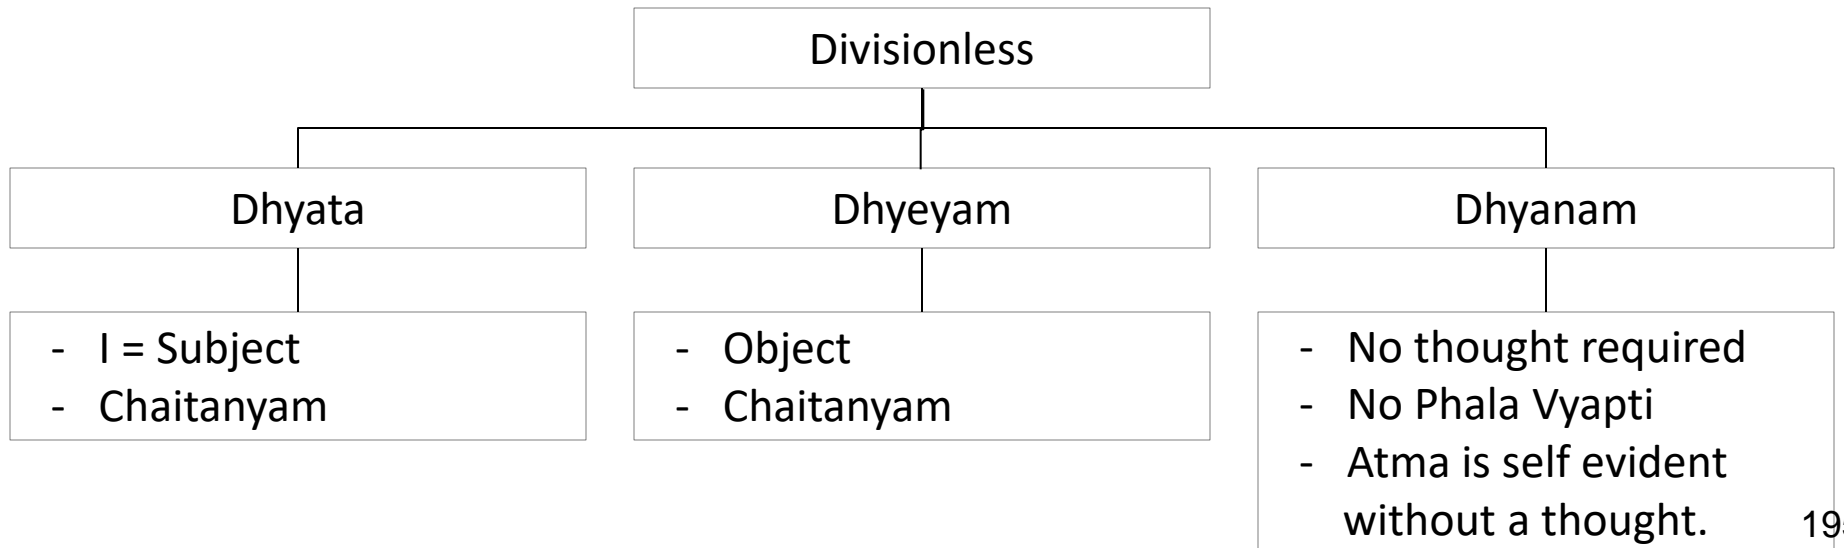 Divisionless
Dhyata
Dhyeyam
Dhyanam
- I = Subject
- Chaitanyam
- Object
- Chaitanyam
- No thought required
- No Phala Vyapti
- Atma is self evident
without a thought.